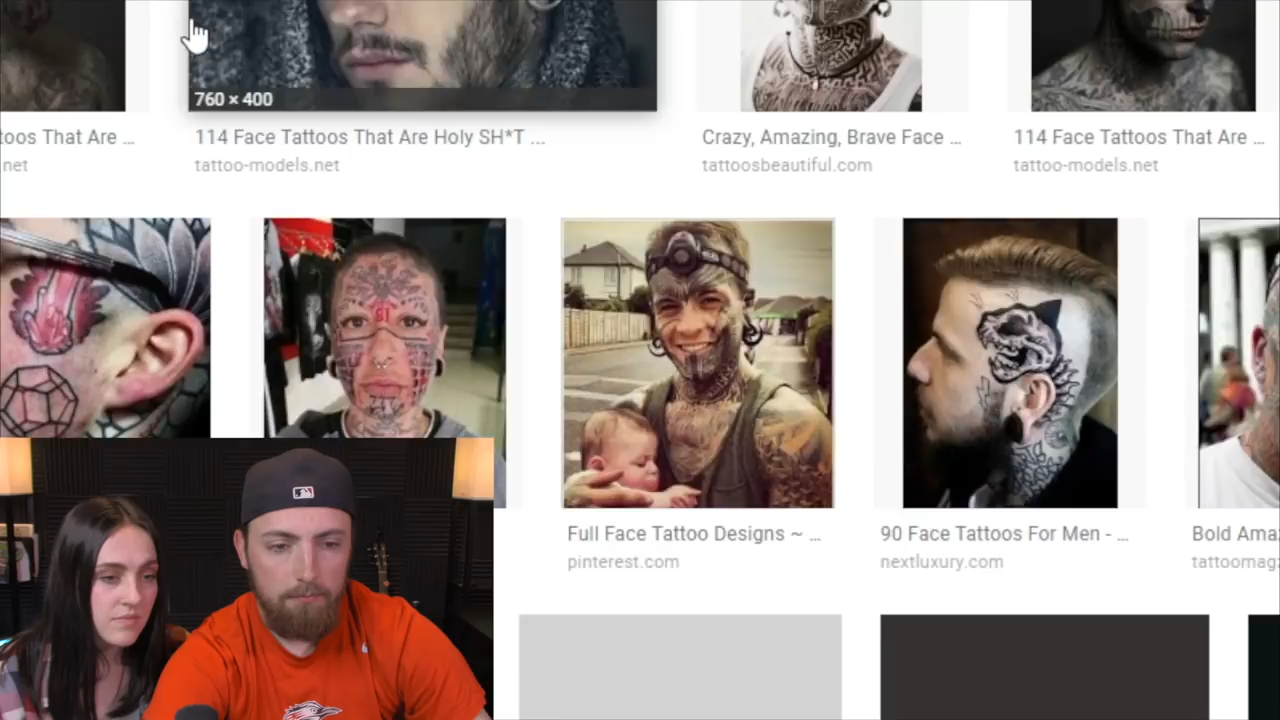 760 × 400
toos That Are ...
114 Face Tattoos That Are Holy SH*T ...
Crazy, Amazing, Brave Face ...
114 Face Tattoos That Are ...
.net
tattoo-models.net
tattoosbeautiful.com
tattoo-models.net
Full Face Tattoo Designs ~ ...
90 Face Tattoos For Men - ...
Bold Ama
pinterest.com
nextluxury.com
tattoomag